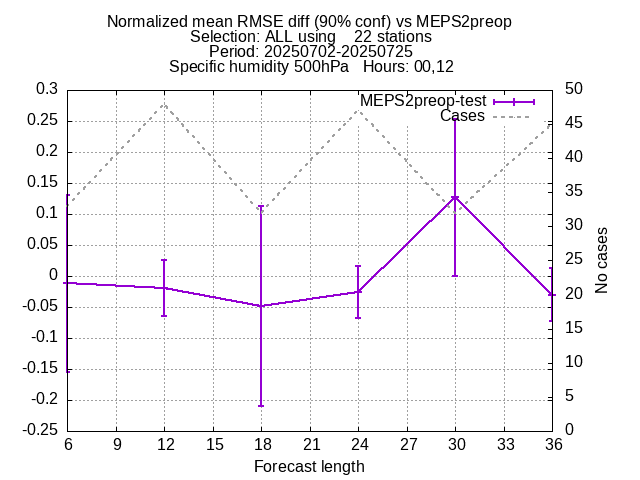 Normalized mean RMSE diff (90% conf) vs MEPS2preop
Selection: ALL using    22 stations
Period: 20250702-20250725
Specific humidity 500hPa   Hours: 00,12
MEPS2preop-test
Cases
0.3
0.25
0.2
0.15
0.1
0.05
0
-0.05
-0.1
-0.15
-0.2
-0.25
50
45
40
35
30
25
20
15
10
5
0
No cases
6 9 12 15 18 21 24 27 30 33 36
Forecast length